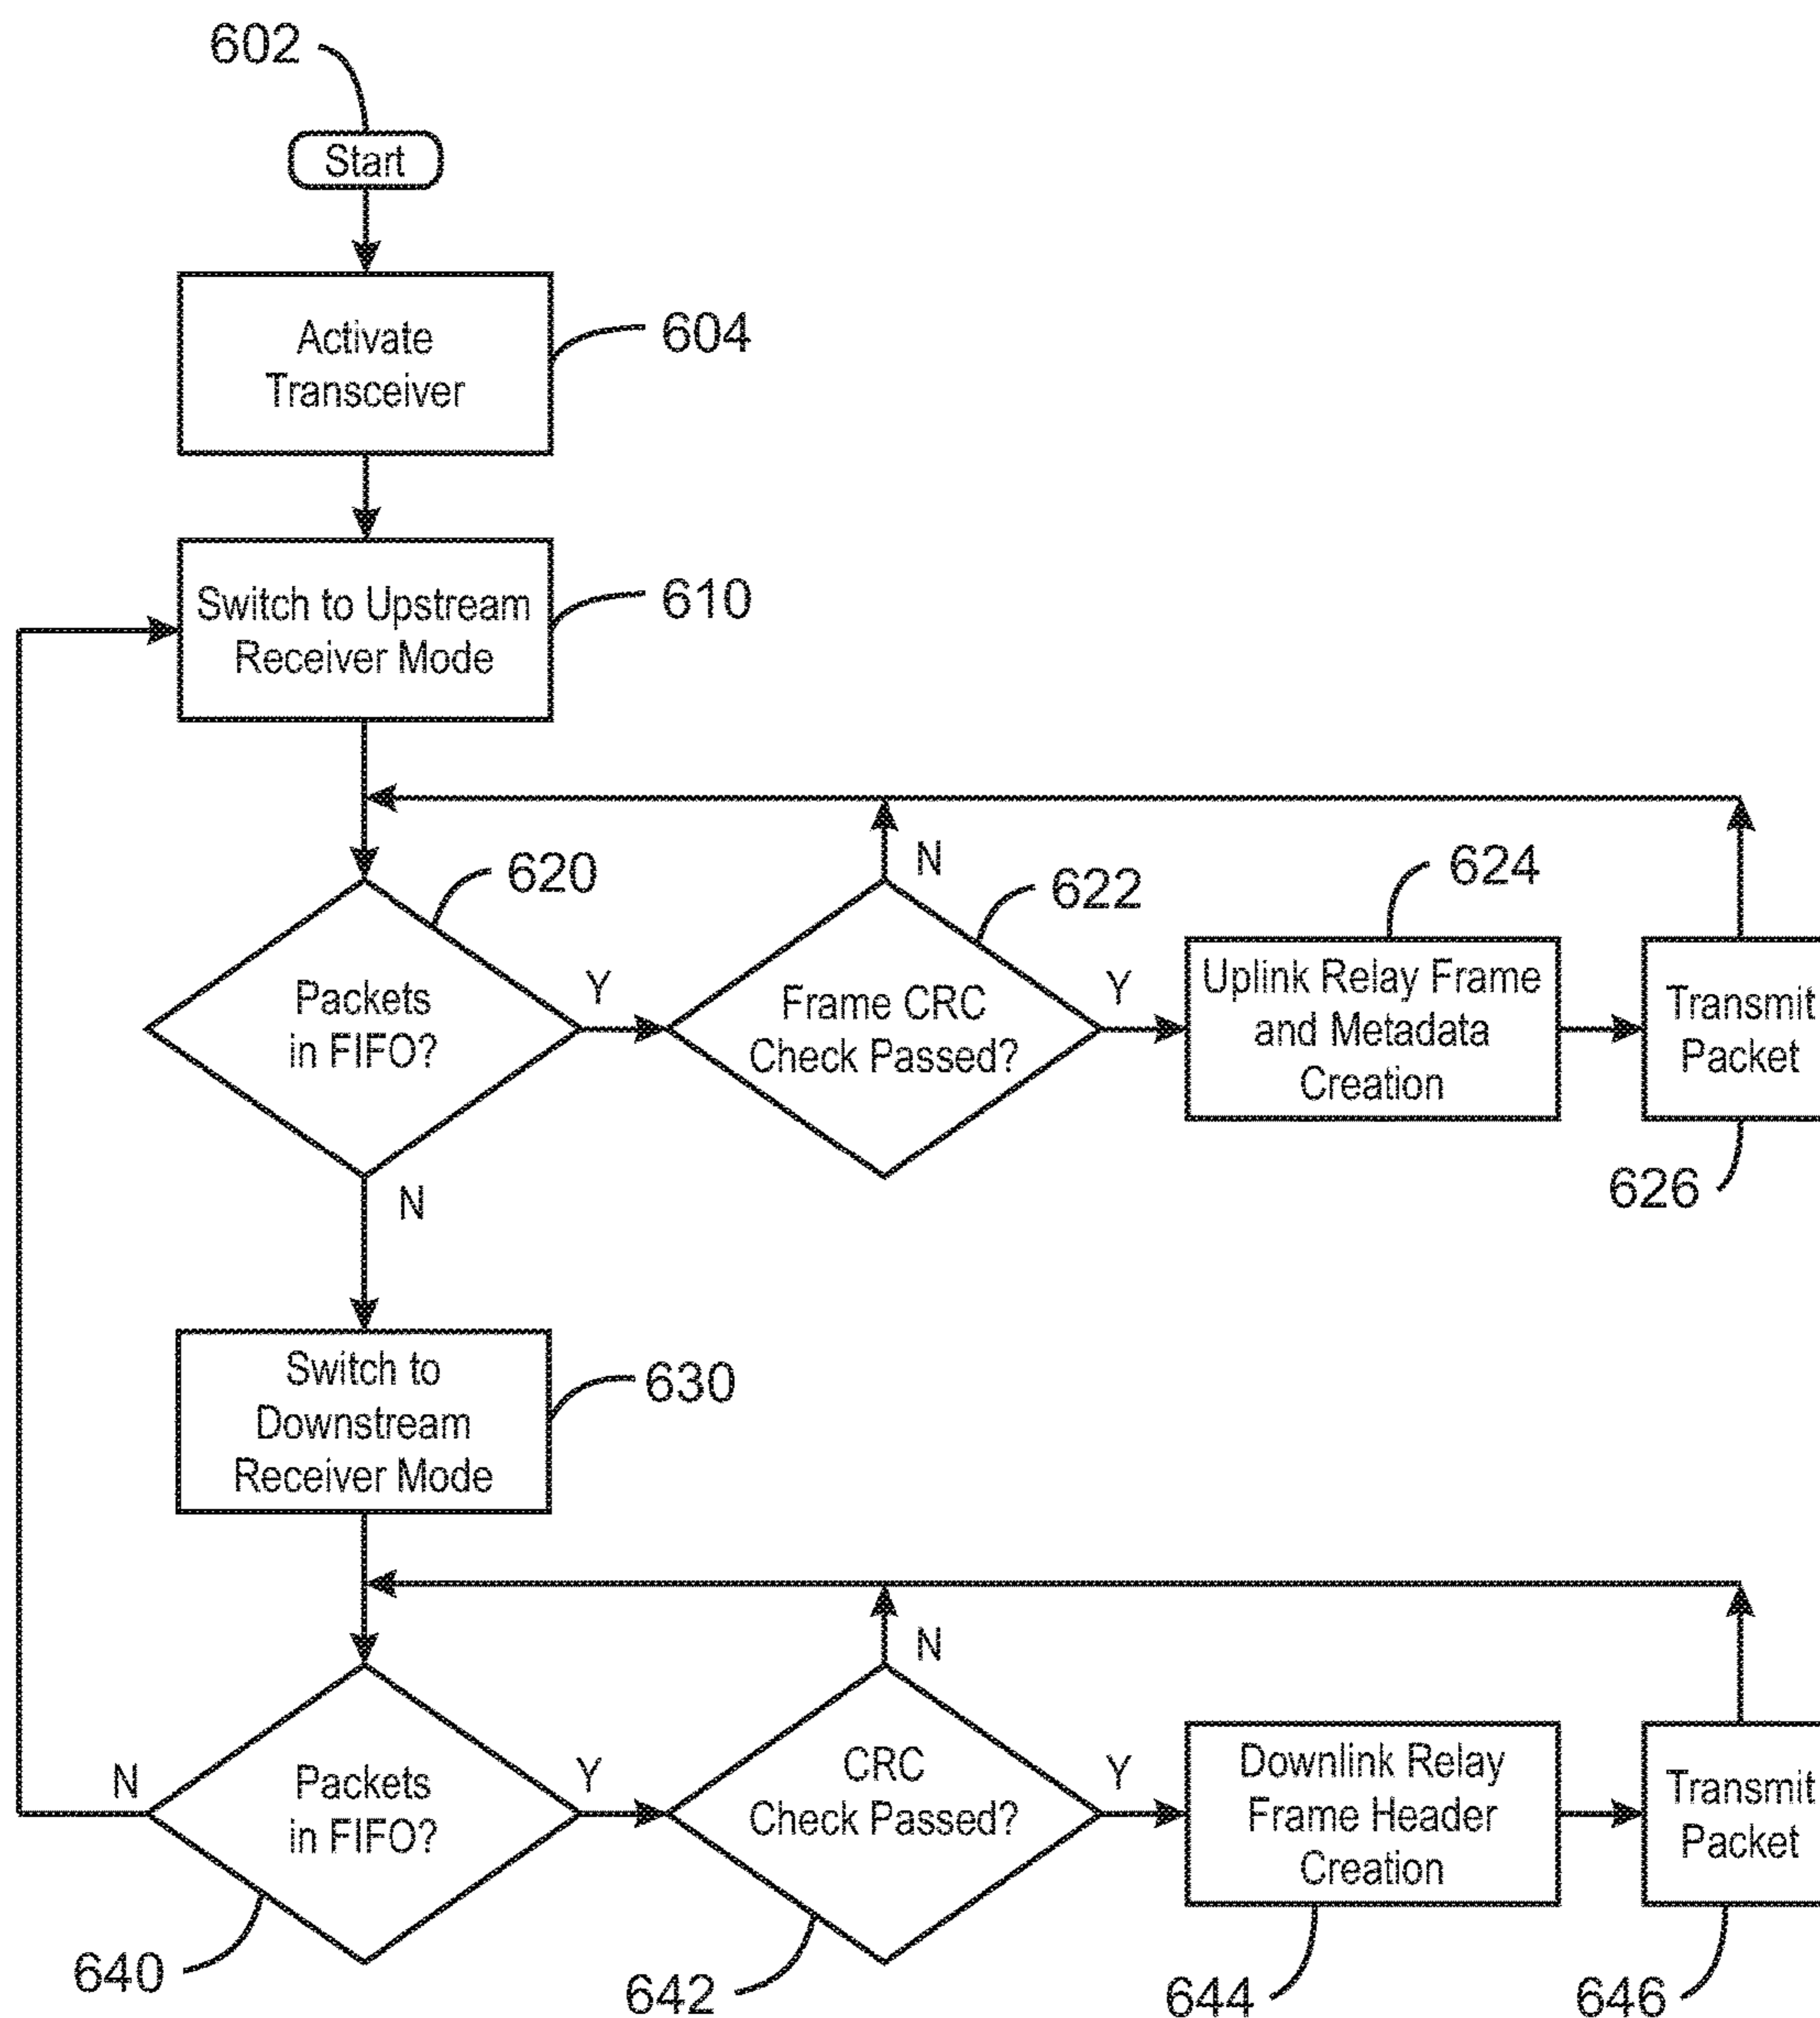 602
Start
Activate
Transceiver
604
Switch to Upstream
Receiver Mode
610
620
N
622
624
Packets
in FIFO?
Y
Frame CRC
Check Passed?
Y
Uplink Relay Frame
and Metadata
Creation
Transmit
Packet
626
N
Switch to
Downstream
Receiver Mode
630
N
N
Packets
in FIFO?
Y
CRC
Check Passed?
Y
Downlink Relay
Frame Header
Creation
Transmit
Packet
640
642
644
646